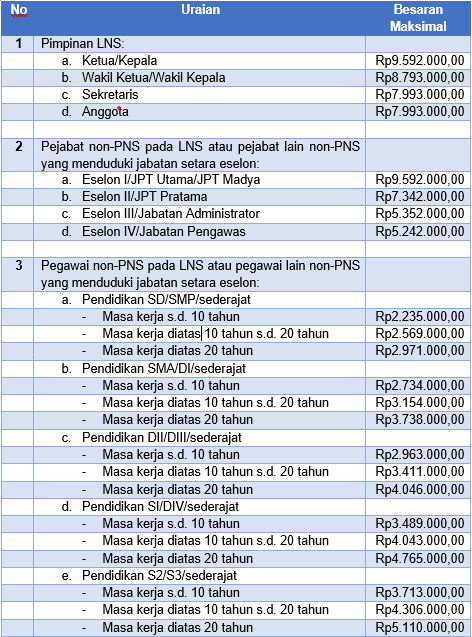 No Uraian Besaran
Maksimal
1 Pimpinan LNS:
a. Ketua/Kepala Rp9.592.000,00
b. Wakil Ketua/Wakil Kepala Rp8.793.000,00
c. Sekretaris Rp7.993.000,00
d. Anggota Rp7.993.000,00
2 Pejabat non-PNS pada LNS atau pejabat lain non-PNS
yang menduduki jabatan setara eselon:
a. Eselon I/JPT Utama/JPT Madya Rp9.592.000,00
b. Eselon II/JPT Pratama Rp7.342.000,00
c. Eselon III/Jabatan Administrator Rp5.352.000,00
d. Eselon IV/Jabatan Pengawas Rp5.242.000,00
3 Pegawai non-PNS pada LNS atau pegawai lain non-PNS
yang menduduki jabatan setara eselon:
a. Pendidikan SD/SMP/sederajat
- Masa kerja s.d. 10 tahun Rp2.235.000,00
- Masa kerja diatas 10 tahun s.d. 20 tahun Rp2.569.000,00
- Masa kerja diatas 20 tahun Rp2.971.000,00
b. Pendidikan SMA/DI/sederajat
- Masa kerja s.d. 10 tahun Rp2.734.000,00
- Masa kerja diatas 10 tahun s.d. 20 tahun Rp3.154.000,00
- Masa kerja diatas 20 tahun Rp3.738.000,00
c. Pendidikan DII/DIII/sederajat
- Masa kerja s.d. 10 tahun Rp2.963.000,00
- Masa kerja diatas 10 tahun s.d. 20 tahun Rp3.411.000,00
- Masa kerja diatas 20 tahun Rp4.046.000,00
d. Pendidikan SI/DIV/sederajat
- Masa kerja s.d. 10 tahun Rp3.489.000,00
- Masa kerja diatas 10 tahun s.d. 20 tahun Rp4.043.000,00
- Masa kerja diatas 20 tahun Rp4.765.000,00
e. Pendidikan S2/S3/sederajat
- Masa kerja s.d. 10 tahun Rp3.713.000,00
- Masa kerja diatas 10 tahun s.d. 20 tahun Rp4.306.000,00
- Masa kerja diatas 20 tahun Rp5.110.000,00